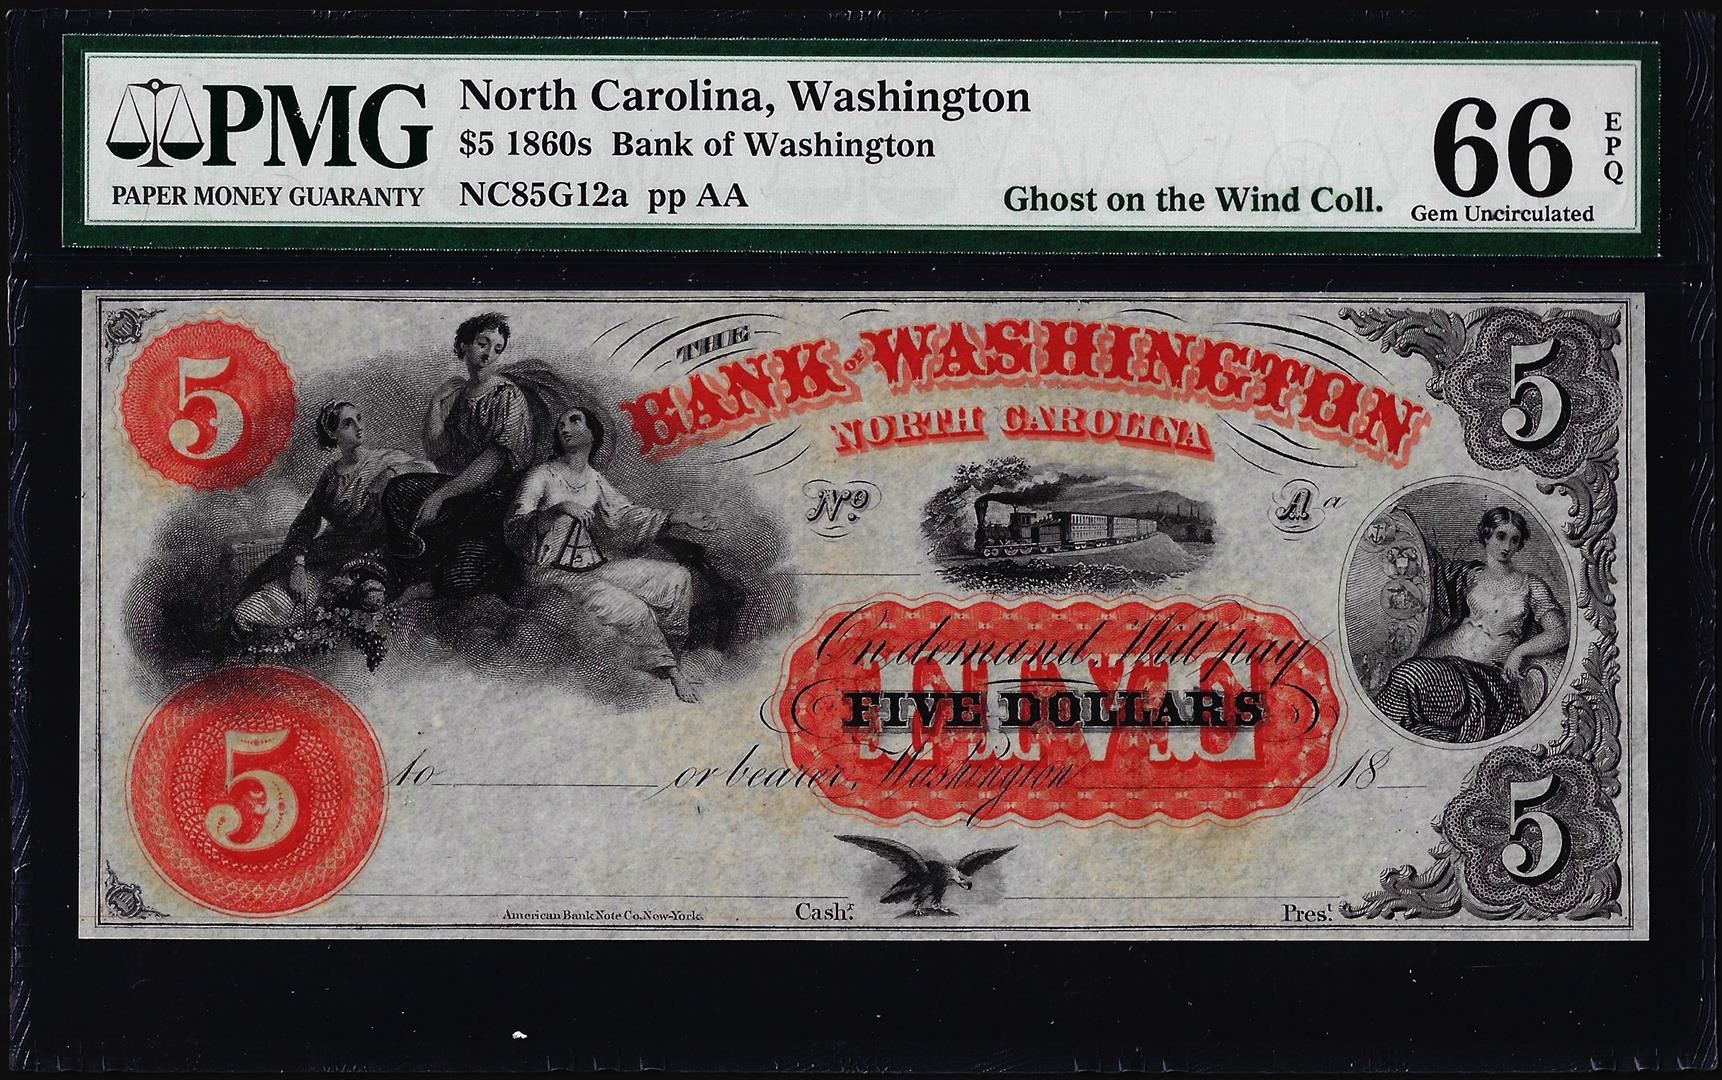 PMG
PAPER MONEY GUARANTY
North Carolina, Washington
$5 1860s Bank of Washington
NC85G12a pp AA
Ghost on the Wind Coll.
66
EPQ
Gem Uncirculated
THE
BANK OF WASHINGTON
NORTH CAROLINA
5
5
No
A a
On demand Will pay
FIVE
FIVE DOLLARS
to or bearer, Washington 18
5
5
American Bank Note Co. New-York.
Cashr.
Prest.